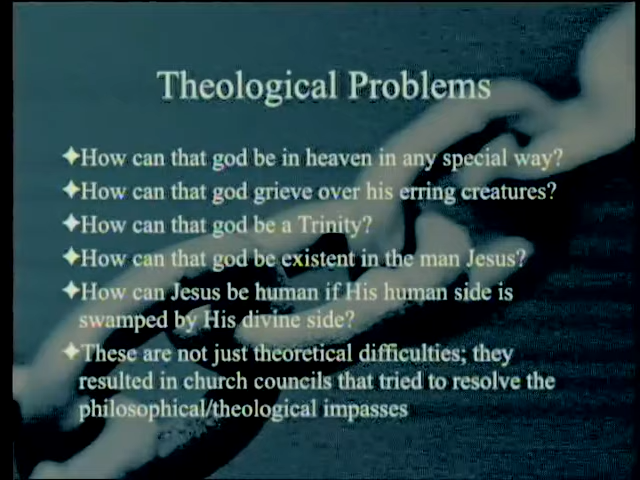 Theological Problems
✦How can that god be in heaven in any special way?
✦How can that god grieve over his erring creatures?
✦How can that god be a Trinity?
✦How can that god be existent in the man Jesus?
✦How can Jesus be human if His human side is
swamped by His divine side?
✦These are not just theoretical difficulties; they
resulted in church councils that tried to resolve the
philosophical/theological impasses